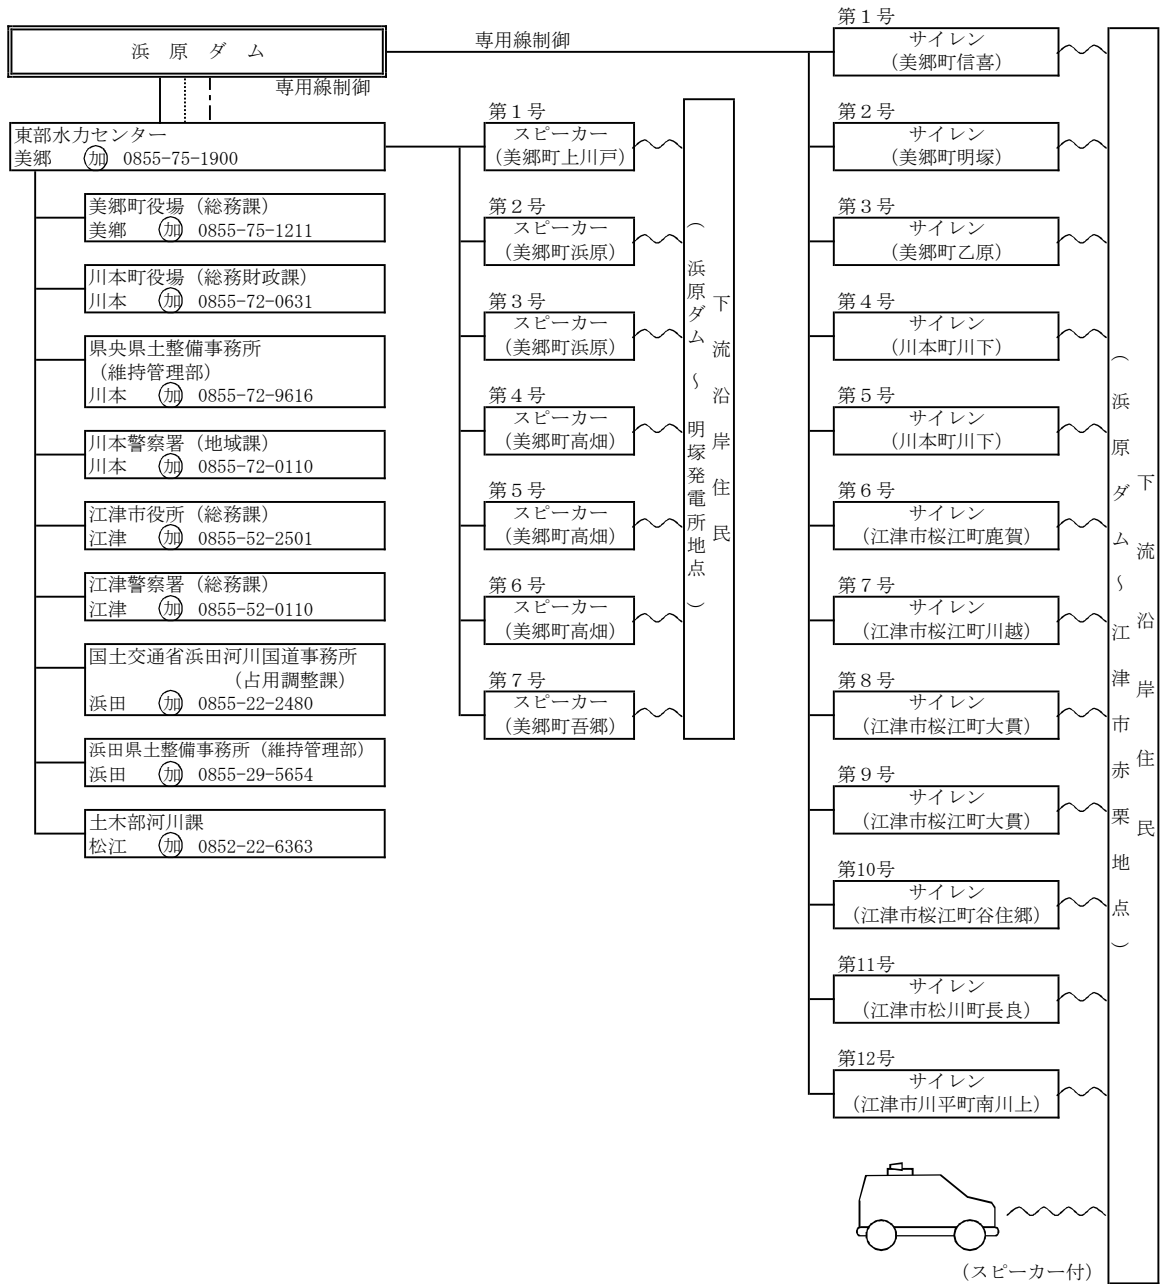 浜 原 ダ ム
専用線制御
専用線制御
東部水力センター
美郷 加 0855-75-1900
美郷町役場（総務課）
美郷 加 0855-75-1211
川本町役場（総務財政課）
川本 加 0855-72-0631
県央県土整備事務所
（維持管理部）
川本 加 0855-72-9616
川本警察署（地域課）
川本 加 0855-72-0110
江津市役所（総務課）
江津 加 0855-52-2501
江津警察署（総務課）
江津 加 0855-52-0110
国土交通省浜田河川国道事務所
（占用調整課）
浜田 加 0855-22-2480
浜田県土整備事務所（維持管理部）
浜田 加 0855-29-5654
土木部河川課
松江 加 0852-22-6363
第１号
スピーカー
（美郷町上川戸）
第２号
スピーカー
（美郷町浜原）
第３号
スピーカー
（美郷町浜原）
第４号
スピーカー
（美郷町高畑）
第５号
スピーカー
（美郷町高畑）
第６号
スピーカー
（美郷町高畑）
第７号
スピーカー
（美郷町吾郷）
下流沿岸住民
（浜原ダム～明塚発電所地点）
第１号
サイレン
（美郷町信喜）
第２号
サイレン
（美郷町明塚）
第３号
サイレン
（美郷町乙原）
第４号
サイレン
（川本町川下）
第５号
サイレン
（川本町川下）
第６号
サイレン
（江津市桜江町鹿賀）
第７号
サイレン
（江津市桜江町川越）
第８号
サイレン
（江津市桜江町大貫）
第９号
サイレン
（江津市桜江町大貫）
第10号
サイレン
（江津市桜江町谷住郷）
第11号
サイレン
（江津市松川町長良）
第12号
サイレン
（江津市川平町南川上）
下流沿岸住民
（浜原ダム～江津市赤栗地点）
（スピーカー付）